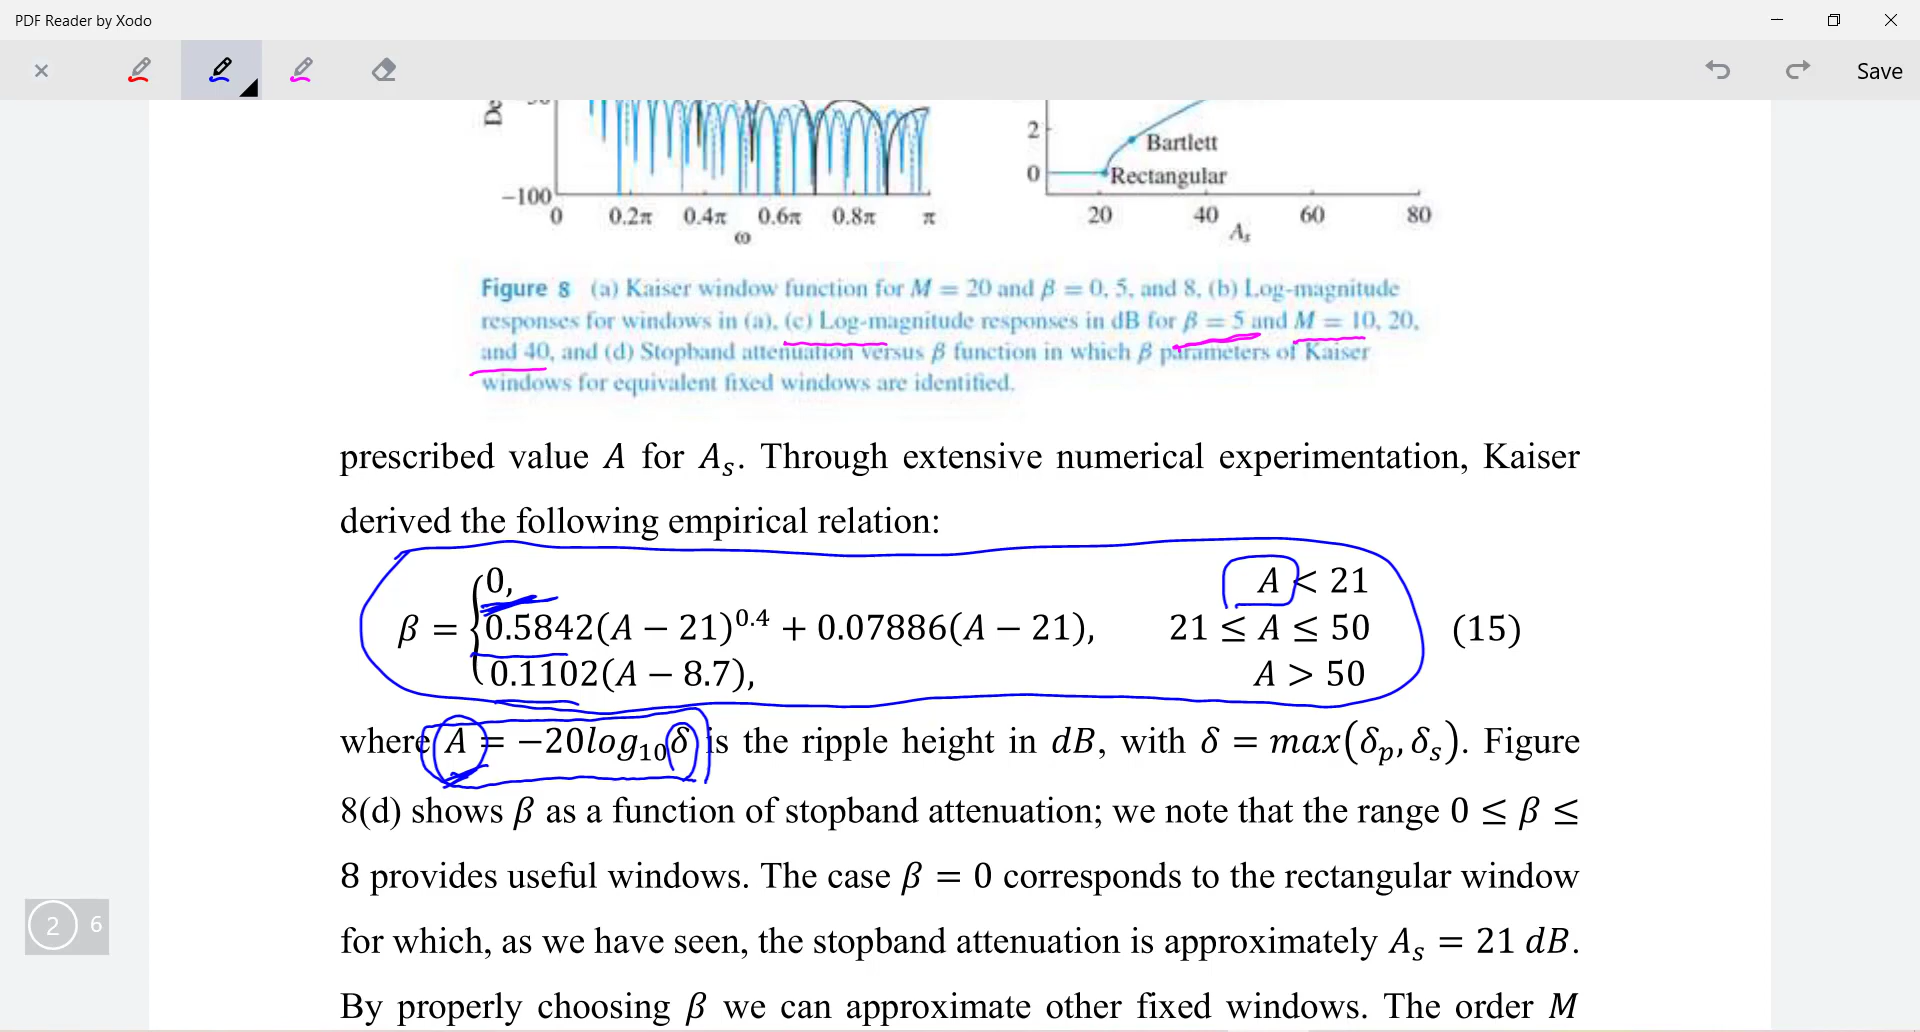 PDF Reader by Xodo
Save
−100
0 0.2π 0.4π 0.6π 0.8π π
ω
2
0
Bartlett
Rectangular
20 40 60 80
Aₛ
Figure 8 (a) Kaiser window function for M = 20 and β = 0, 5, and 8, (b) Log-magnitude
responses for windows in (a), (c) Log-magnitude responses in dB for β = 5 and M = 10, 20,
and 40, and (d) Stopband attenuation versus β function in which β parameters of Kaiser
windows for equivalent fixed windows are identified.
prescribed value A for Aₛ. Through extensive numerical experimentation, Kaiser
derived the following empirical relation:
0, A < 21
β = { 0.5842(A − 21)^0.4 + 0.07886(A − 21), 21 ≤ A ≤ 50 (15)
0.1102(A − 8.7), A > 50
where A = −20log₁₀δ is the ripple height in dB, with δ = max(δₚ, δₛ). Figure
8(d) shows β as a function of stopband attenuation; we note that the range 0 ≤ β ≤
8 provides useful windows. The case β = 0 corresponds to the rectangular window
for which, as we have seen, the stopband attenuation is approximately Aₛ = 21 dB.
By properly choosing β we can approximate other fixed windows. The order M
2 6